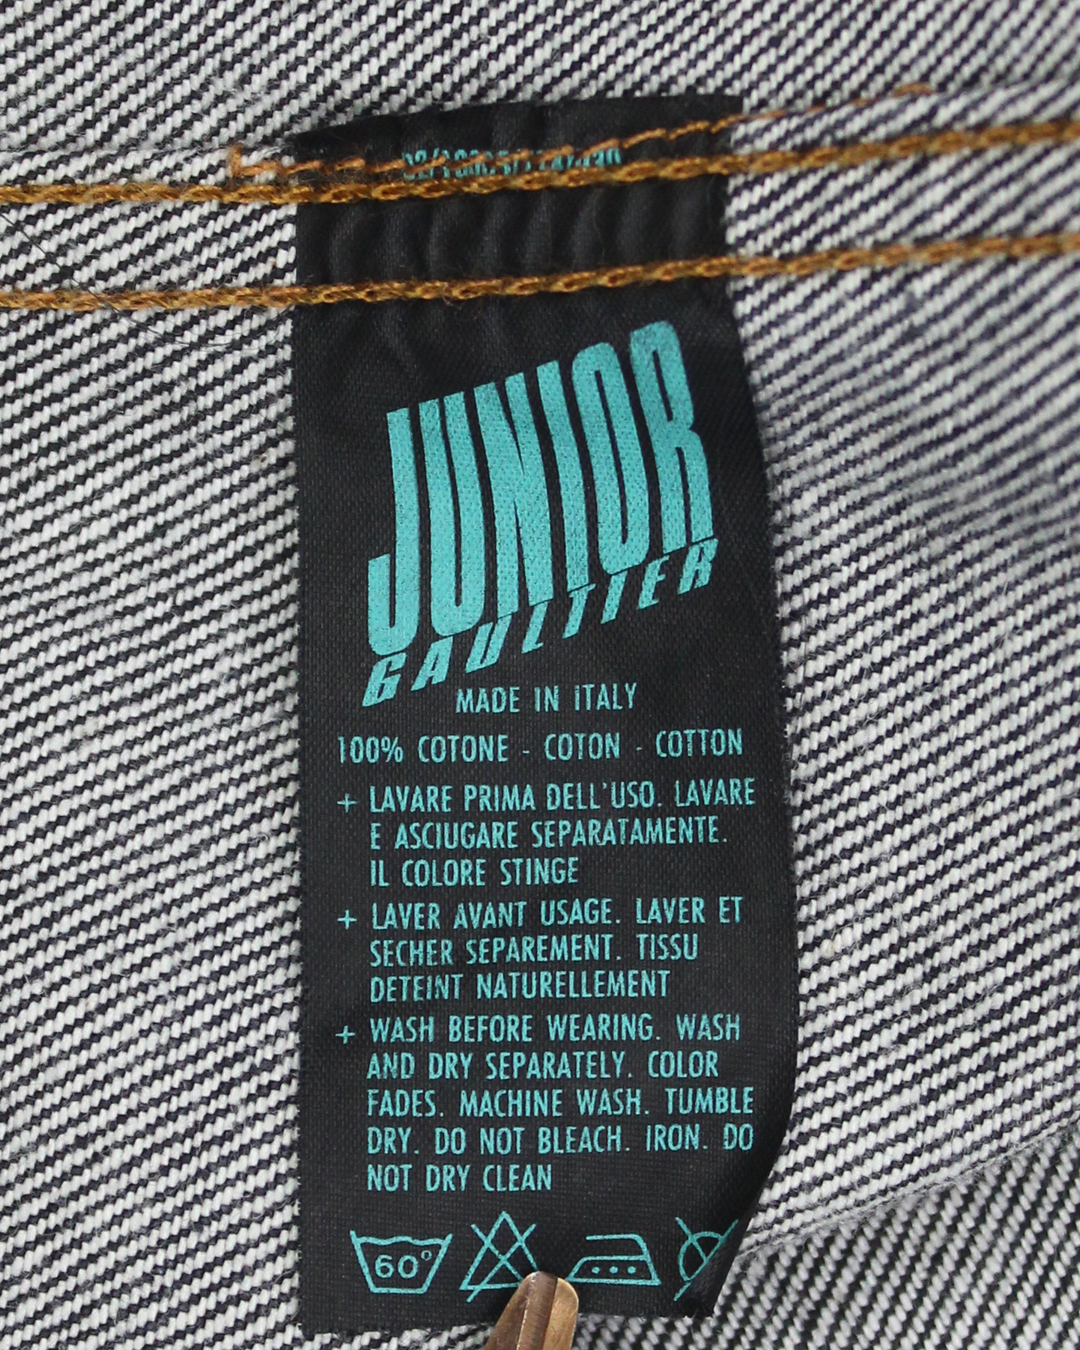 JUNIOR
GAULTIER
MADE IN ITALY
100% COTONE - COTON - COTTON
+ LAVARE PRIMA DELL'USO. LAVARE
E ASCIUGARE SEPARATAMENTE.
IL COLORE STINGE
+ LAVER AVANT USAGE. LAVER ET
SECHER SEPAREMENT. TISSU
DETEINT NATURELLEMENT
+ WASH BEFORE WEARING. WASH
AND DRY SEPARATELY. COLOR
FADES. MACHINE WASH. TUMBLE
DRY. DO NOT BLEACH. IRON. DO
NOT DRY CLEAN
60°